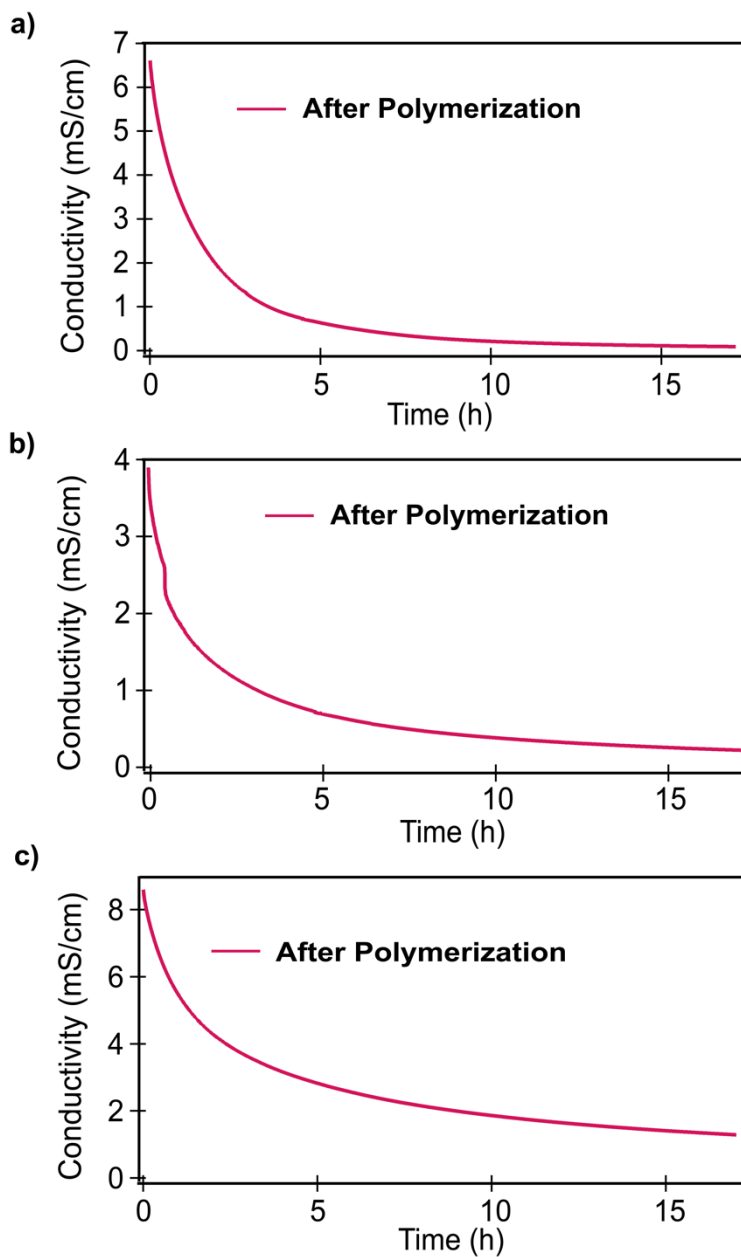 a)
7
6
5
4
3
2
1
0
Conductivity (mS/cm)
After Polymerization
0 5 10 15
Time (h)
b)
4
3
2
1
0
Conductivity (mS/cm)
After Polymerization
0 5 10 15
Time (h)
c)
8
6
4
2
0
Conductivity (mS/cm)
After Polymerization
0 5 10 15
Time (h)